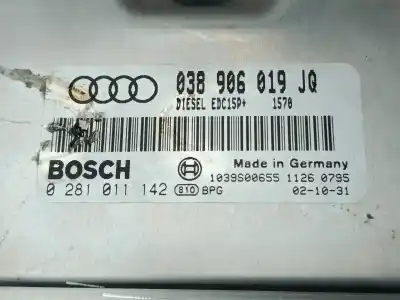 038 906 019 JQ
DIESEL EDC15P+ 1570
BOSCH
Made in Germany
1039S00655 1126 0795
0 281 011 142 810 BPG 02-10-31